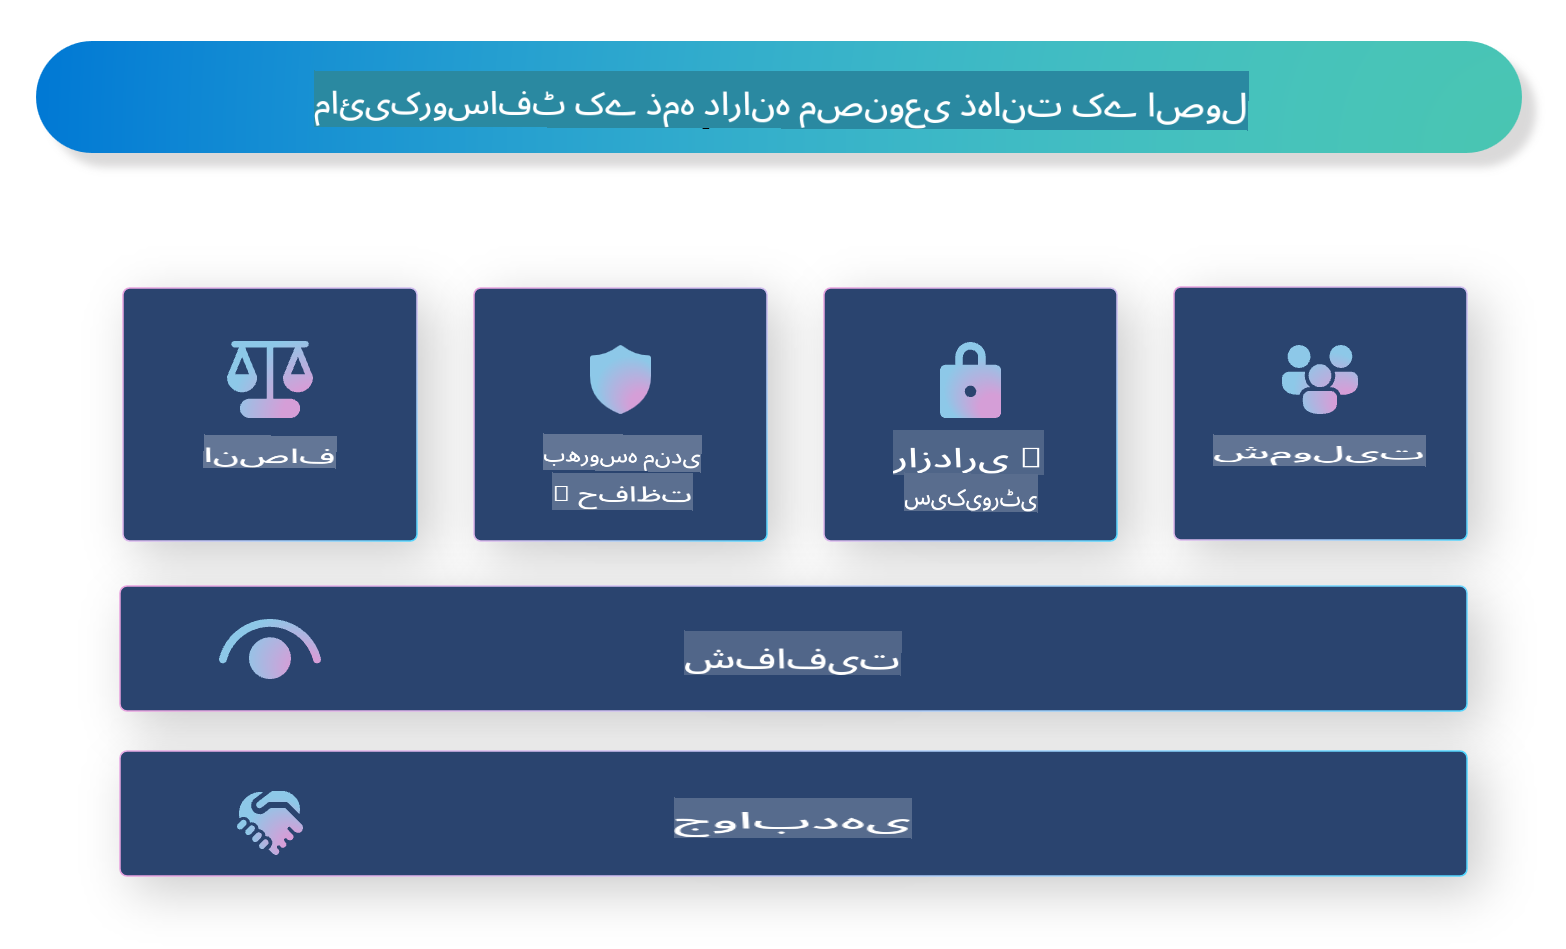 مائیکروسافٹ کے ذمہ دارانہ مصنوعی ذہانت کے اصول
انصاف
بھروسہ مندی
حفاظت
رازداری
سیکیورٹی
شمولیت
شفافیت
جوابدہی